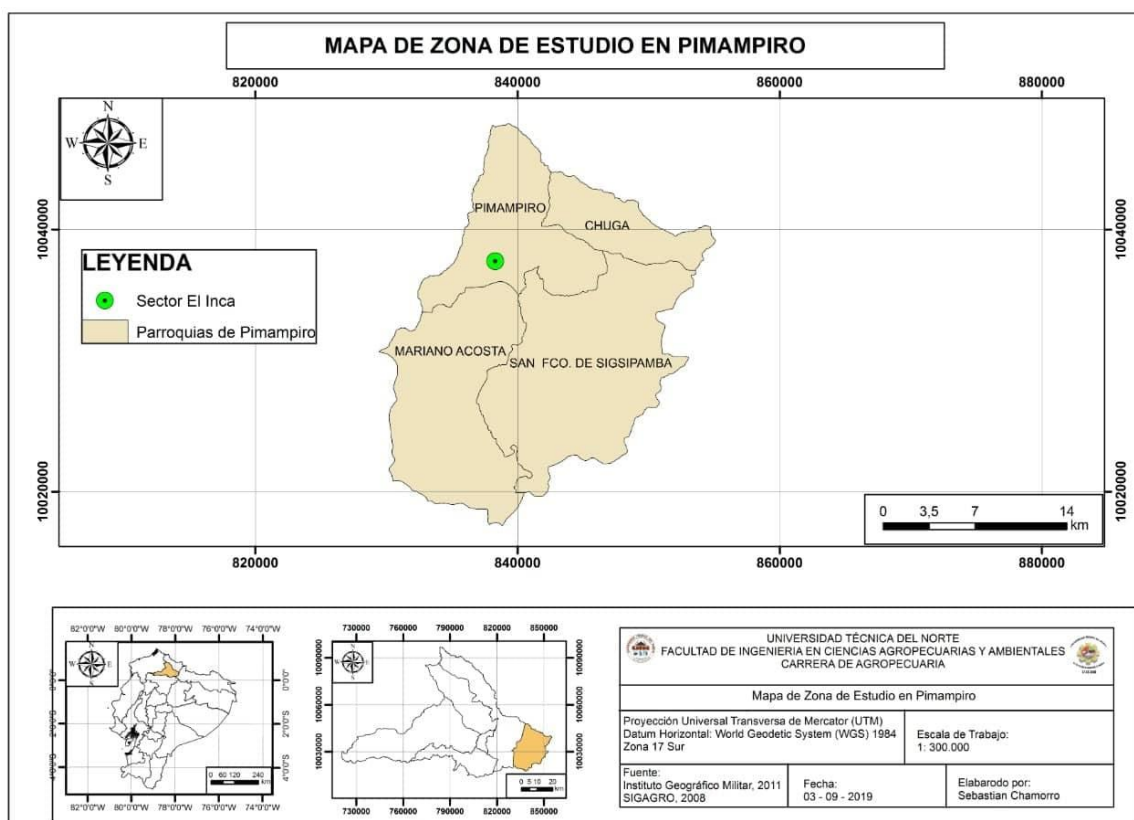 MAPA DE ZONA DE ESTUDIO EN PIMAMPIRO
820000 840000 860000 880000
N
W E
S
10040000 10040000
PIMAMPIRO
CHUGA
LEYENDA
Sector El Inca
Parroquias de Pimampiro
MARIANO ACOSTA
SAN FCO. DE SIGSIPAMBA
10020000 10020000
0 3,5 7 14
km
820000 840000 860000 880000
82°0'0"W 80°0'0"W 78°0'0"W 76°0'0"W 74°0'0"W
N
W E
S
0°0'0" 0°0'0"
2°0'0"S 2°0'0"S
4°0'0"S 4°0'0"S
0 60 120 240
km
82°0'0"W 80°0'0"W 78°0'0"W 76°0'0"W 74°0'0"W
730000 760000 790000 820000 850000
N
W E
S
10090000 10090000
10060000 10060000
10030000 10030000
0 5 10 20
km
730000 760000 790000 820000 850000
UNIVERSIDAD TÉCNICA DEL NORTE
FACULTAD DE INGENIERIA EN CIENCIAS AGROPECUARIAS Y AMBIENTALES
CARRERA DE AGROPECUARIA
Mapa de Zona de Estudio en Pimampiro
Proyección Universal Transversa de Mercator (UTM)
Datum Horizontal: World Geodetic System (WGS) 1984
Zona 17 Sur
Escala de Trabajo:
1: 300.000
Fuente:
Instituto Geográfico Militar, 2011
SIGAGRO, 2008
Fecha:
03 - 09 - 2019
Elabarodo por:
Sebastian Chamorro